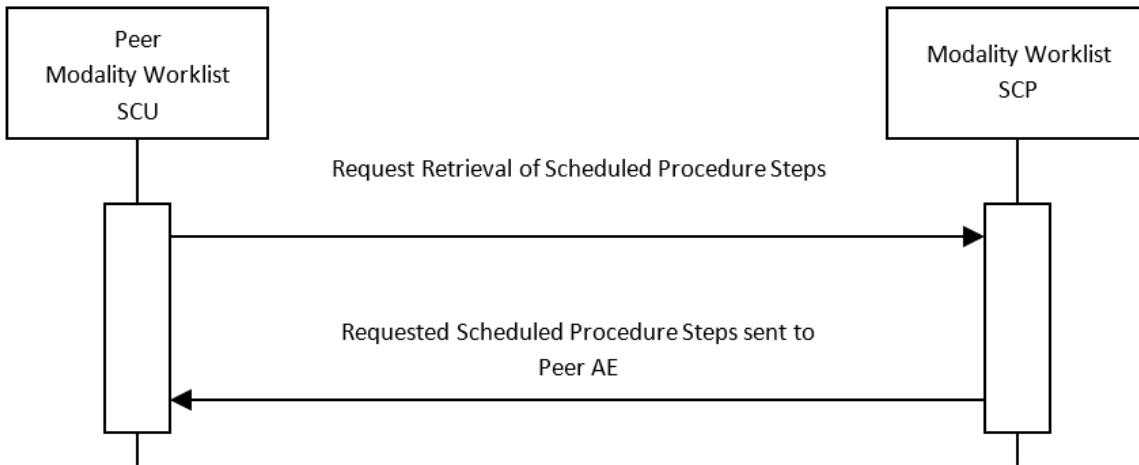 Peer
Modality Worklist
SCU
Modality Worklist
SCP
Request Retrieval of Scheduled Procedure Steps
Requested Scheduled Procedure Steps sent to
Peer AE